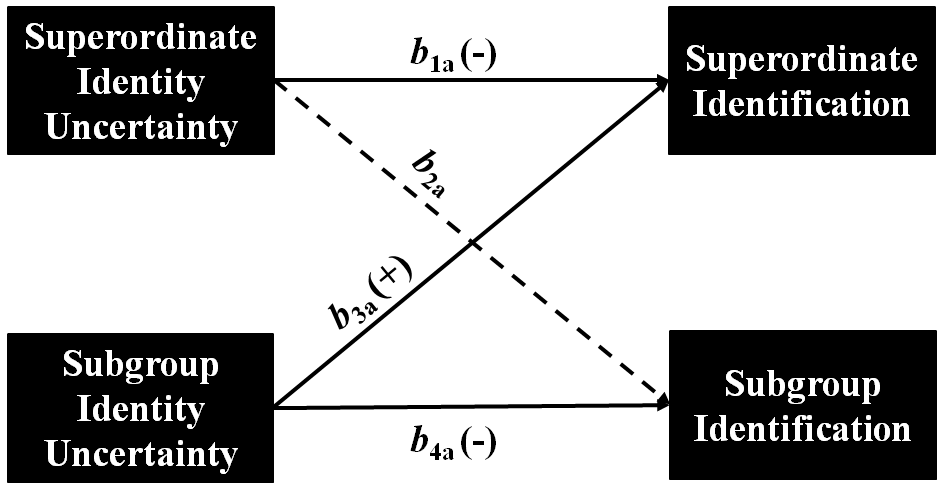 Superordinate
Identity
Uncertainty
b1a (-)
Superordinate
Identification
b2a
b3a (+)
Subgroup
Identity
Uncertainty
b4a (-)
Subgroup
Identification